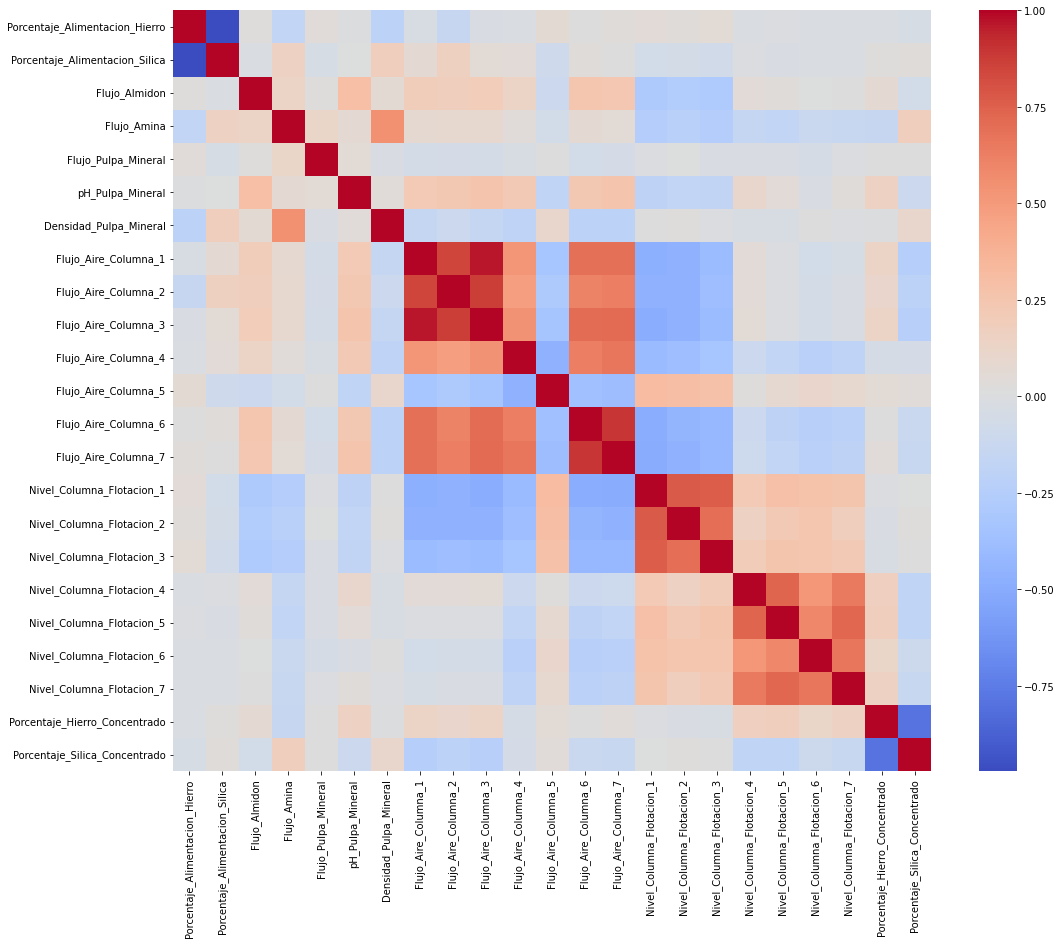 Porcentaje_Alimentacion_Hierro
Porcentaje_Alimentacion_Silica
Flujo_Almidon
Flujo_Amina
Flujo_Pulpa_Mineral
pH_Pulpa_Mineral
Densidad_Pulpa_Mineral
Flujo_Aire_Columna_1
Flujo_Aire_Columna_2
Flujo_Aire_Columna_3
Flujo_Aire_Columna_4
Flujo_Aire_Columna_5
Flujo_Aire_Columna_6
Flujo_Aire_Columna_7
Nivel_Columna_Flotacion_1
Nivel_Columna_Flotacion_2
Nivel_Columna_Flotacion_3
Nivel_Columna_Flotacion_4
Nivel_Columna_Flotacion_5
Nivel_Columna_Flotacion_6
Nivel_Columna_Flotacion_7
Porcentaje_Hierro_Concentrado
Porcentaje_Silica_Concentrado
Porcentaje_Alimentacion_Hierro
Porcentaje_Alimentacion_Silica
Flujo_Almidon
Flujo_Amina
Flujo_Pulpa_Mineral
pH_Pulpa_Mineral
Densidad_Pulpa_Mineral
Flujo_Aire_Columna_1
Flujo_Aire_Columna_2
Flujo_Aire_Columna_3
Flujo_Aire_Columna_4
Flujo_Aire_Columna_5
Flujo_Aire_Columna_6
Flujo_Aire_Columna_7
Nivel_Columna_Flotacion_1
Nivel_Columna_Flotacion_2
Nivel_Columna_Flotacion_3
Nivel_Columna_Flotacion_4
Nivel_Columna_Flotacion_5
Nivel_Columna_Flotacion_6
Nivel_Columna_Flotacion_7
Porcentaje_Hierro_Concentrado
Porcentaje_Silica_Concentrado
1.00
0.75
0.50
0.25
0.00
−0.25
−0.50
−0.75